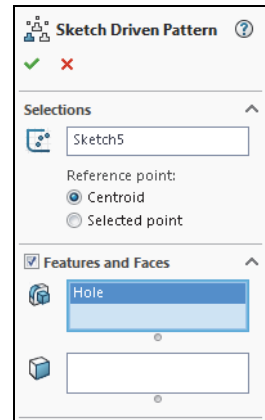 Sketch Driven Pattern ?
Selections
Sketch5
Reference point:
Centroid
Selected point
Features and Faces
Hole